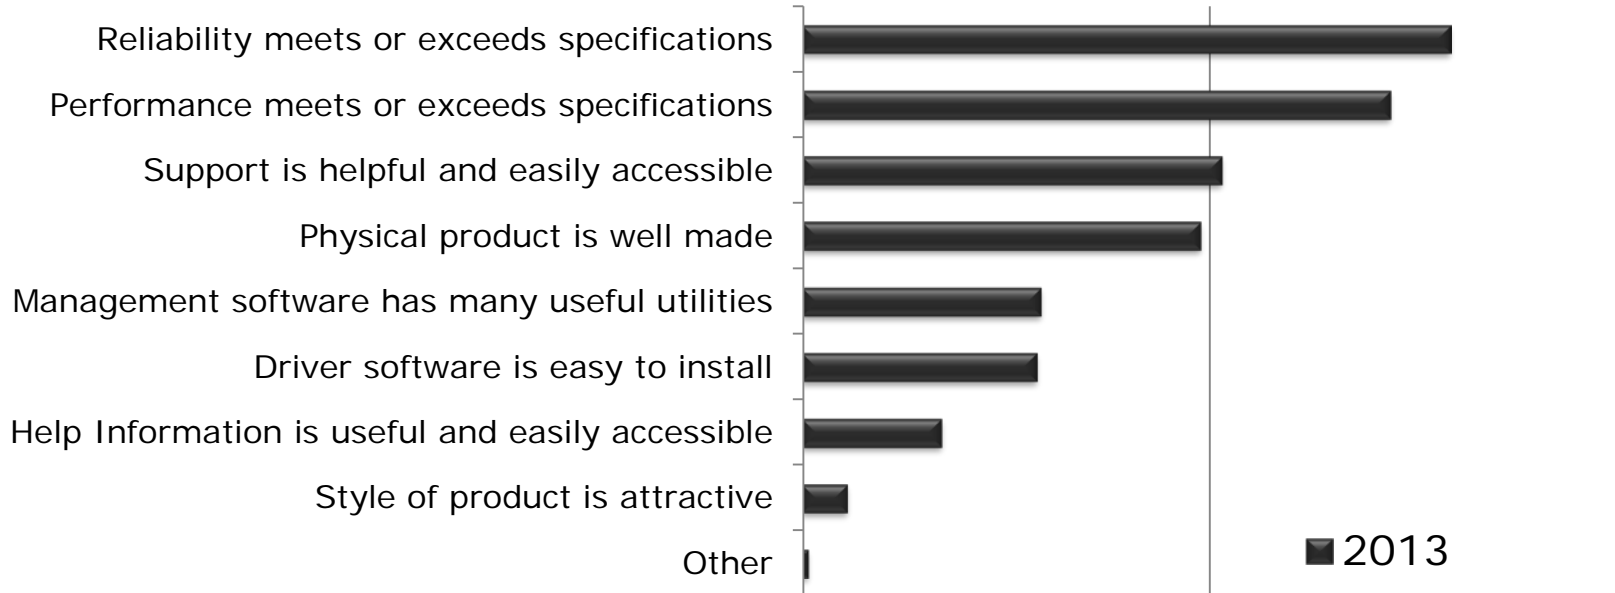 Reliability meets or exceeds specifications
Performance meets or exceeds specifications
Support is helpful and easily accessible
Physical product is well made
Management software has many useful utilities
Driver software is easy to install
Help Information is useful and easily accessible
Style of product is attractive
Other
2013